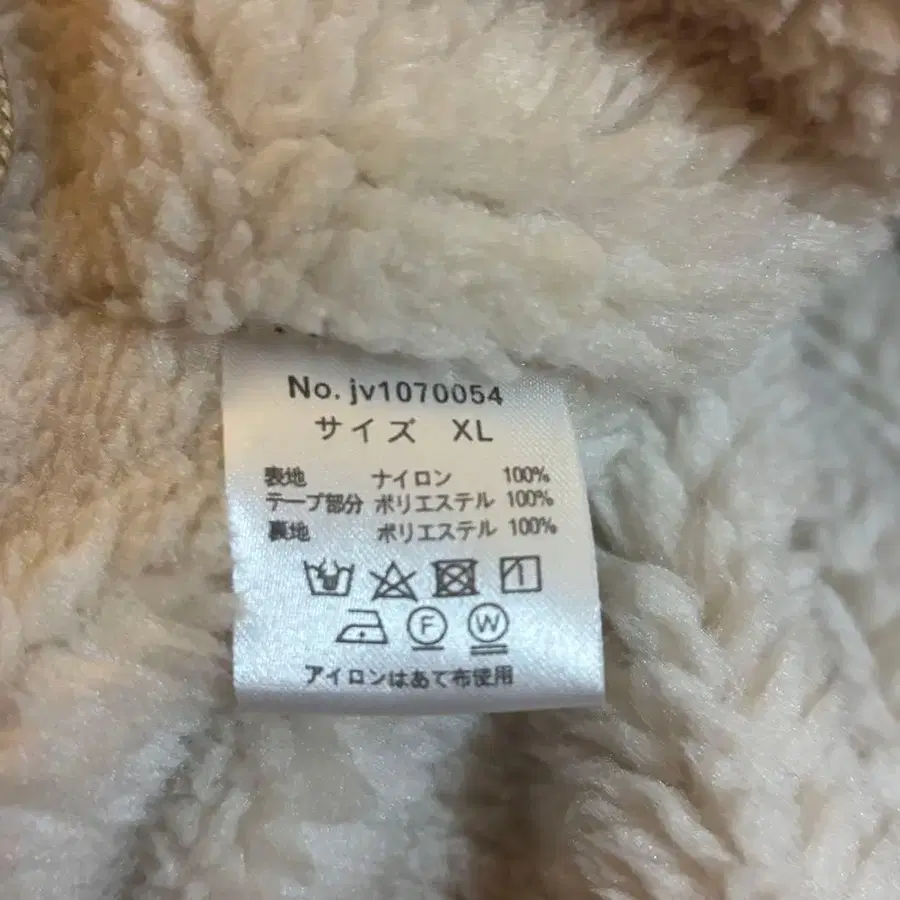 No. jv1070054
サイズ XL
表地 ナイロン 100%
テープ部分 ポリエステル 100%
裏地 ポリエステル 100%
F W
アイロンはあて布使用